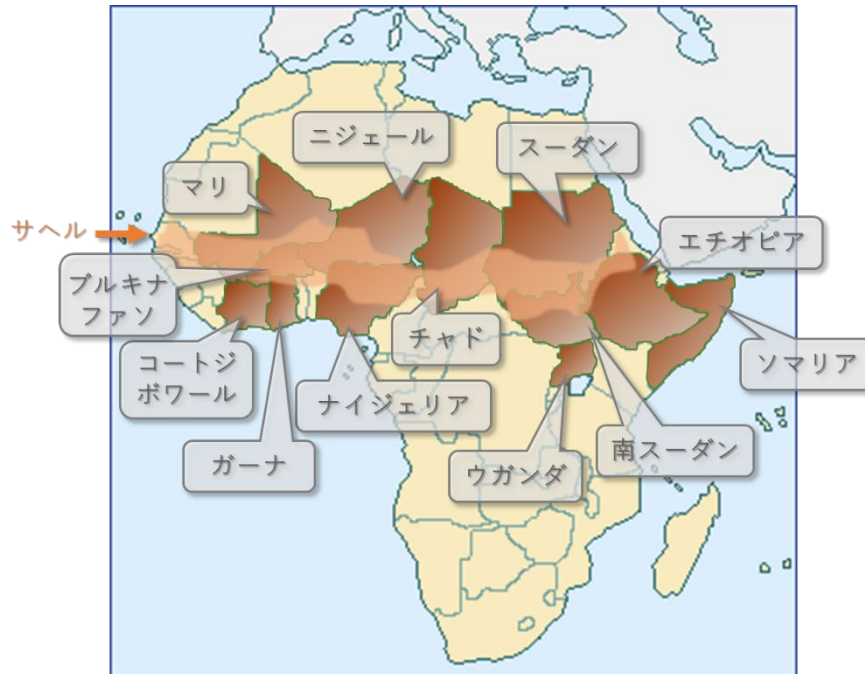 ニジェール
スーダン
マリ
サヘル
エチオピア
ブルキナ
ファソ
チャド
コートジ
ボワール
ソマリア
ナイジェリア
ガーナ
南スーダン
ウガンダ